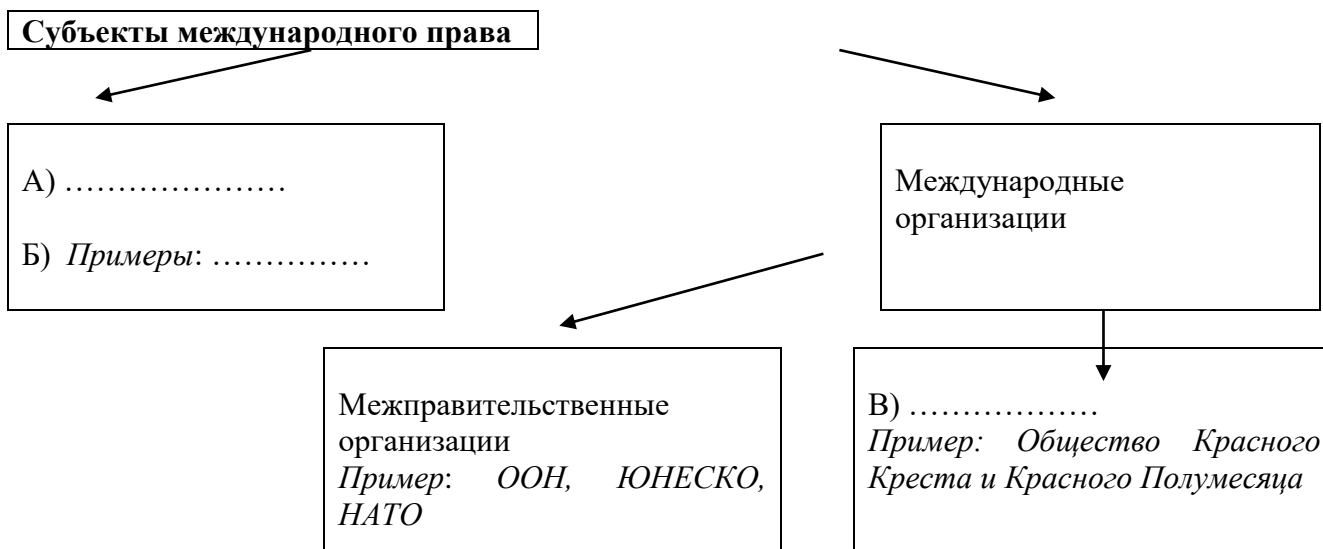 Субъекты международного права
А) …………………
Б) Примеры: ……………
Международные
организации
Межправительственные
организации
Пример: ООН, ЮНЕСКО,
НАТО
В) ………………
Пример: Общество Красного
Креста и Красного Полумесяца